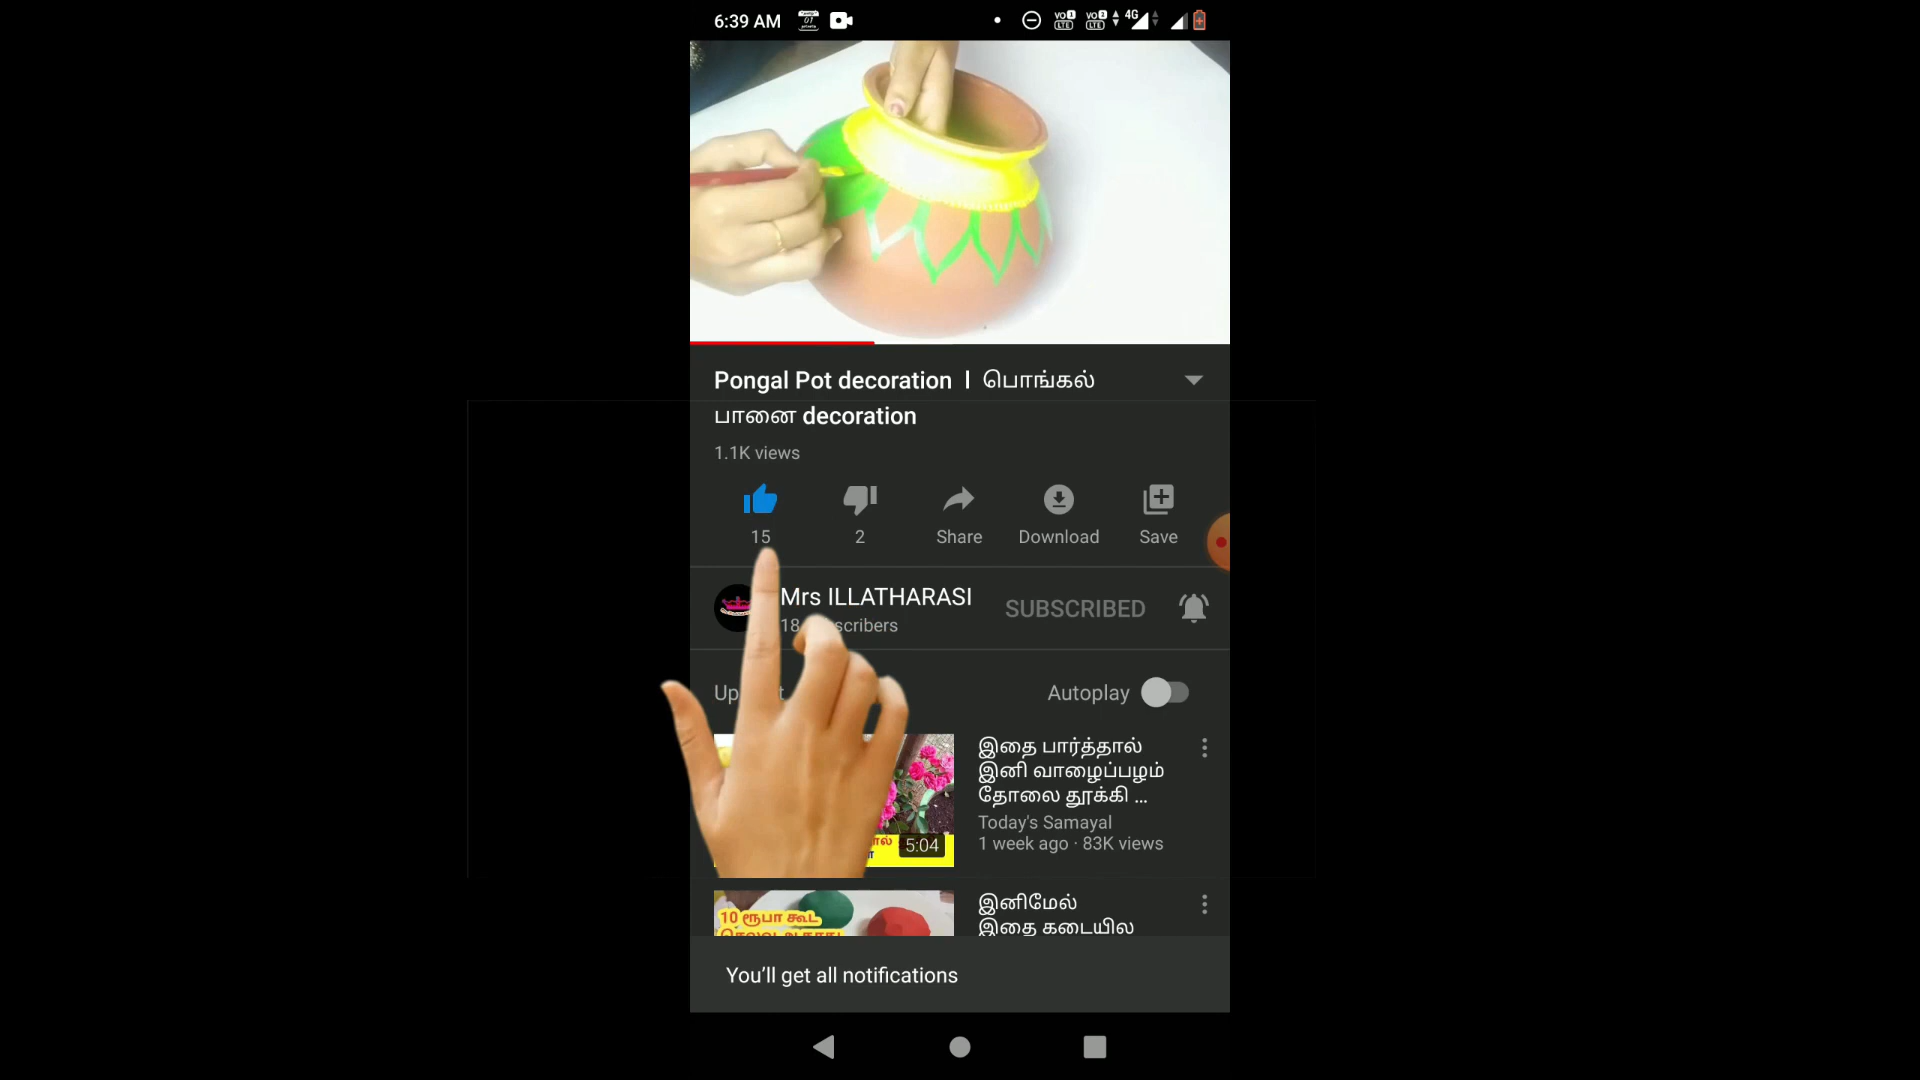 6:39 AM
4G
Pongal Pot decoration | பொங்கல்
பானை decoration
1.1K views
15
2
Share
Download
Save
Mrs ILLATHARASI
SUBSCRIBED
Autoplay
இதை பார்த்தால்
இனி வாழைப்பழம்
தோலை தூக்கி ...
Today's Samayal
1 week ago · 83K views
5:04
10 ரூபா கூட
இனிமேல்
இதை கடையில
You'll get all notifications